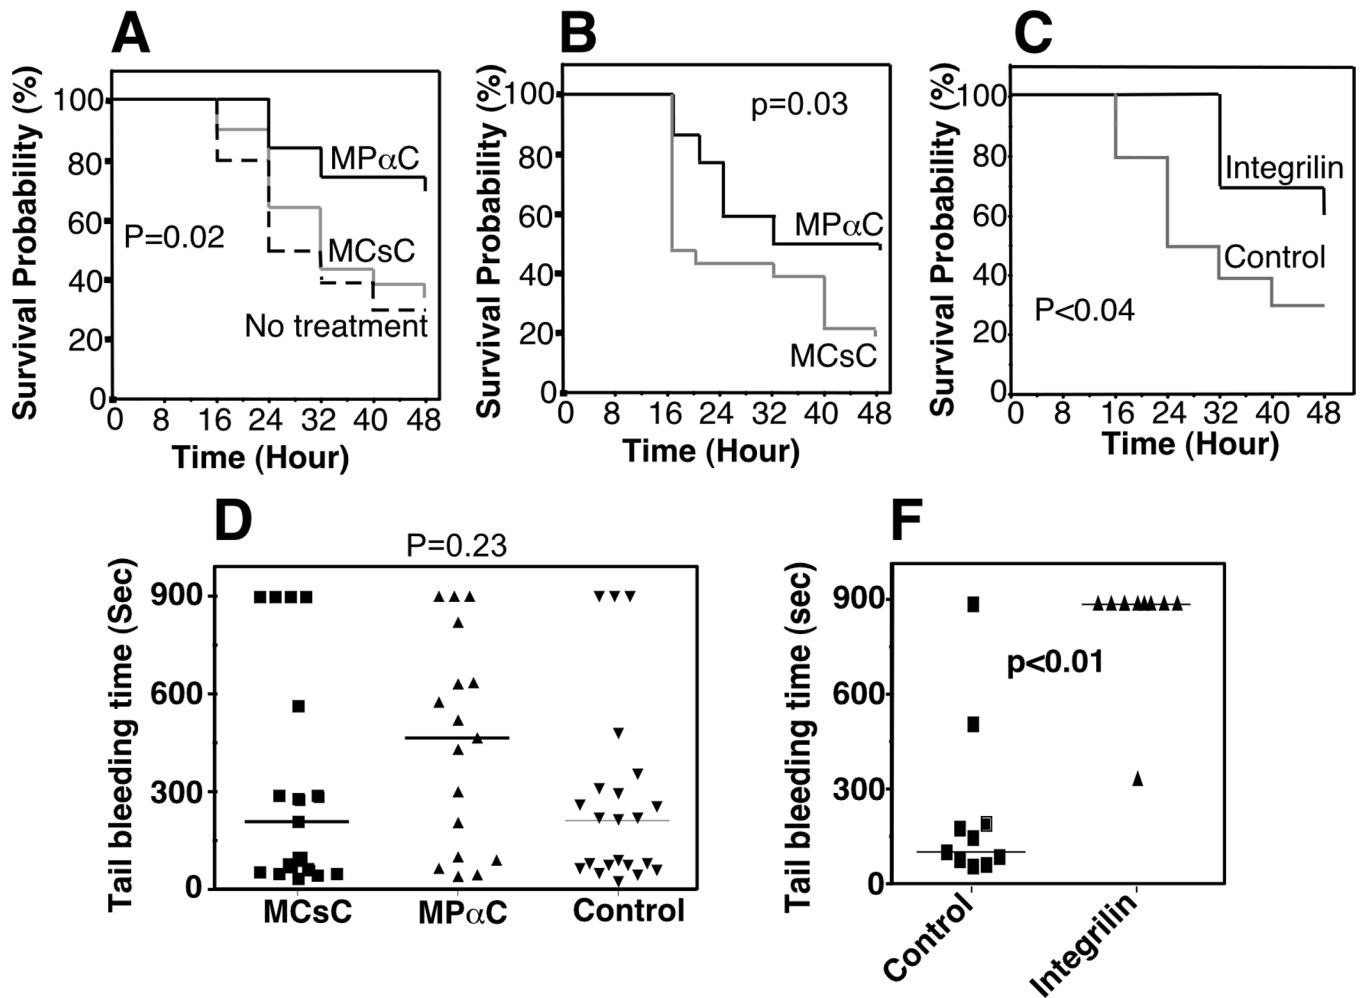 A
Survival Probability (%)
100
80
60
40
20
0
MPαC
P=0.02
MCsC
No treatment
0 8 16 24 32 40 48
Time (Hour)
B
Survival Probability (%)
100
80
60
40
20
0
p=0.03
MPαC
MCsC
0 8 16 24 32 40 48
Time (Hour)
C
Survival Probability (%)
100
80
60
40
20
0
Integrilin
Control
P<0.04
0 8 16 24 32 40 48
Time (Hour)
D
P=0.23
Tail bleeding time (Sec)
900
600
300
0
MCsC MPαC Control
F
Tail bleeding time (sec)
900
600
300
0
p<0.01
Control
Integrilin